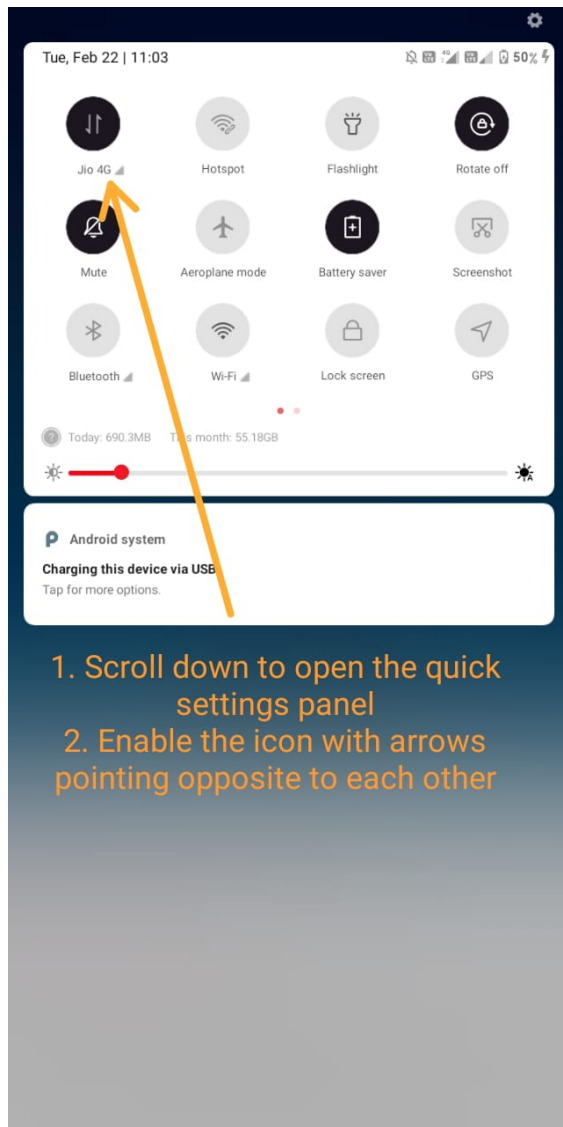 Tue, Feb 22 | 11:03
4G
50%
Jio 4G
Hotspot
Flashlight
Rotate off
Mute
Aeroplane mode
Battery saver
Screenshot
Bluetooth
Wi-Fi
Lock screen
GPS
Today: 690.3MB This month: 55.18GB
Android system
Charging this device via USB
Tap for more options.
1. Scroll down to open the quick
settings panel
2. Enable the icon with arrows
pointing opposite to each other